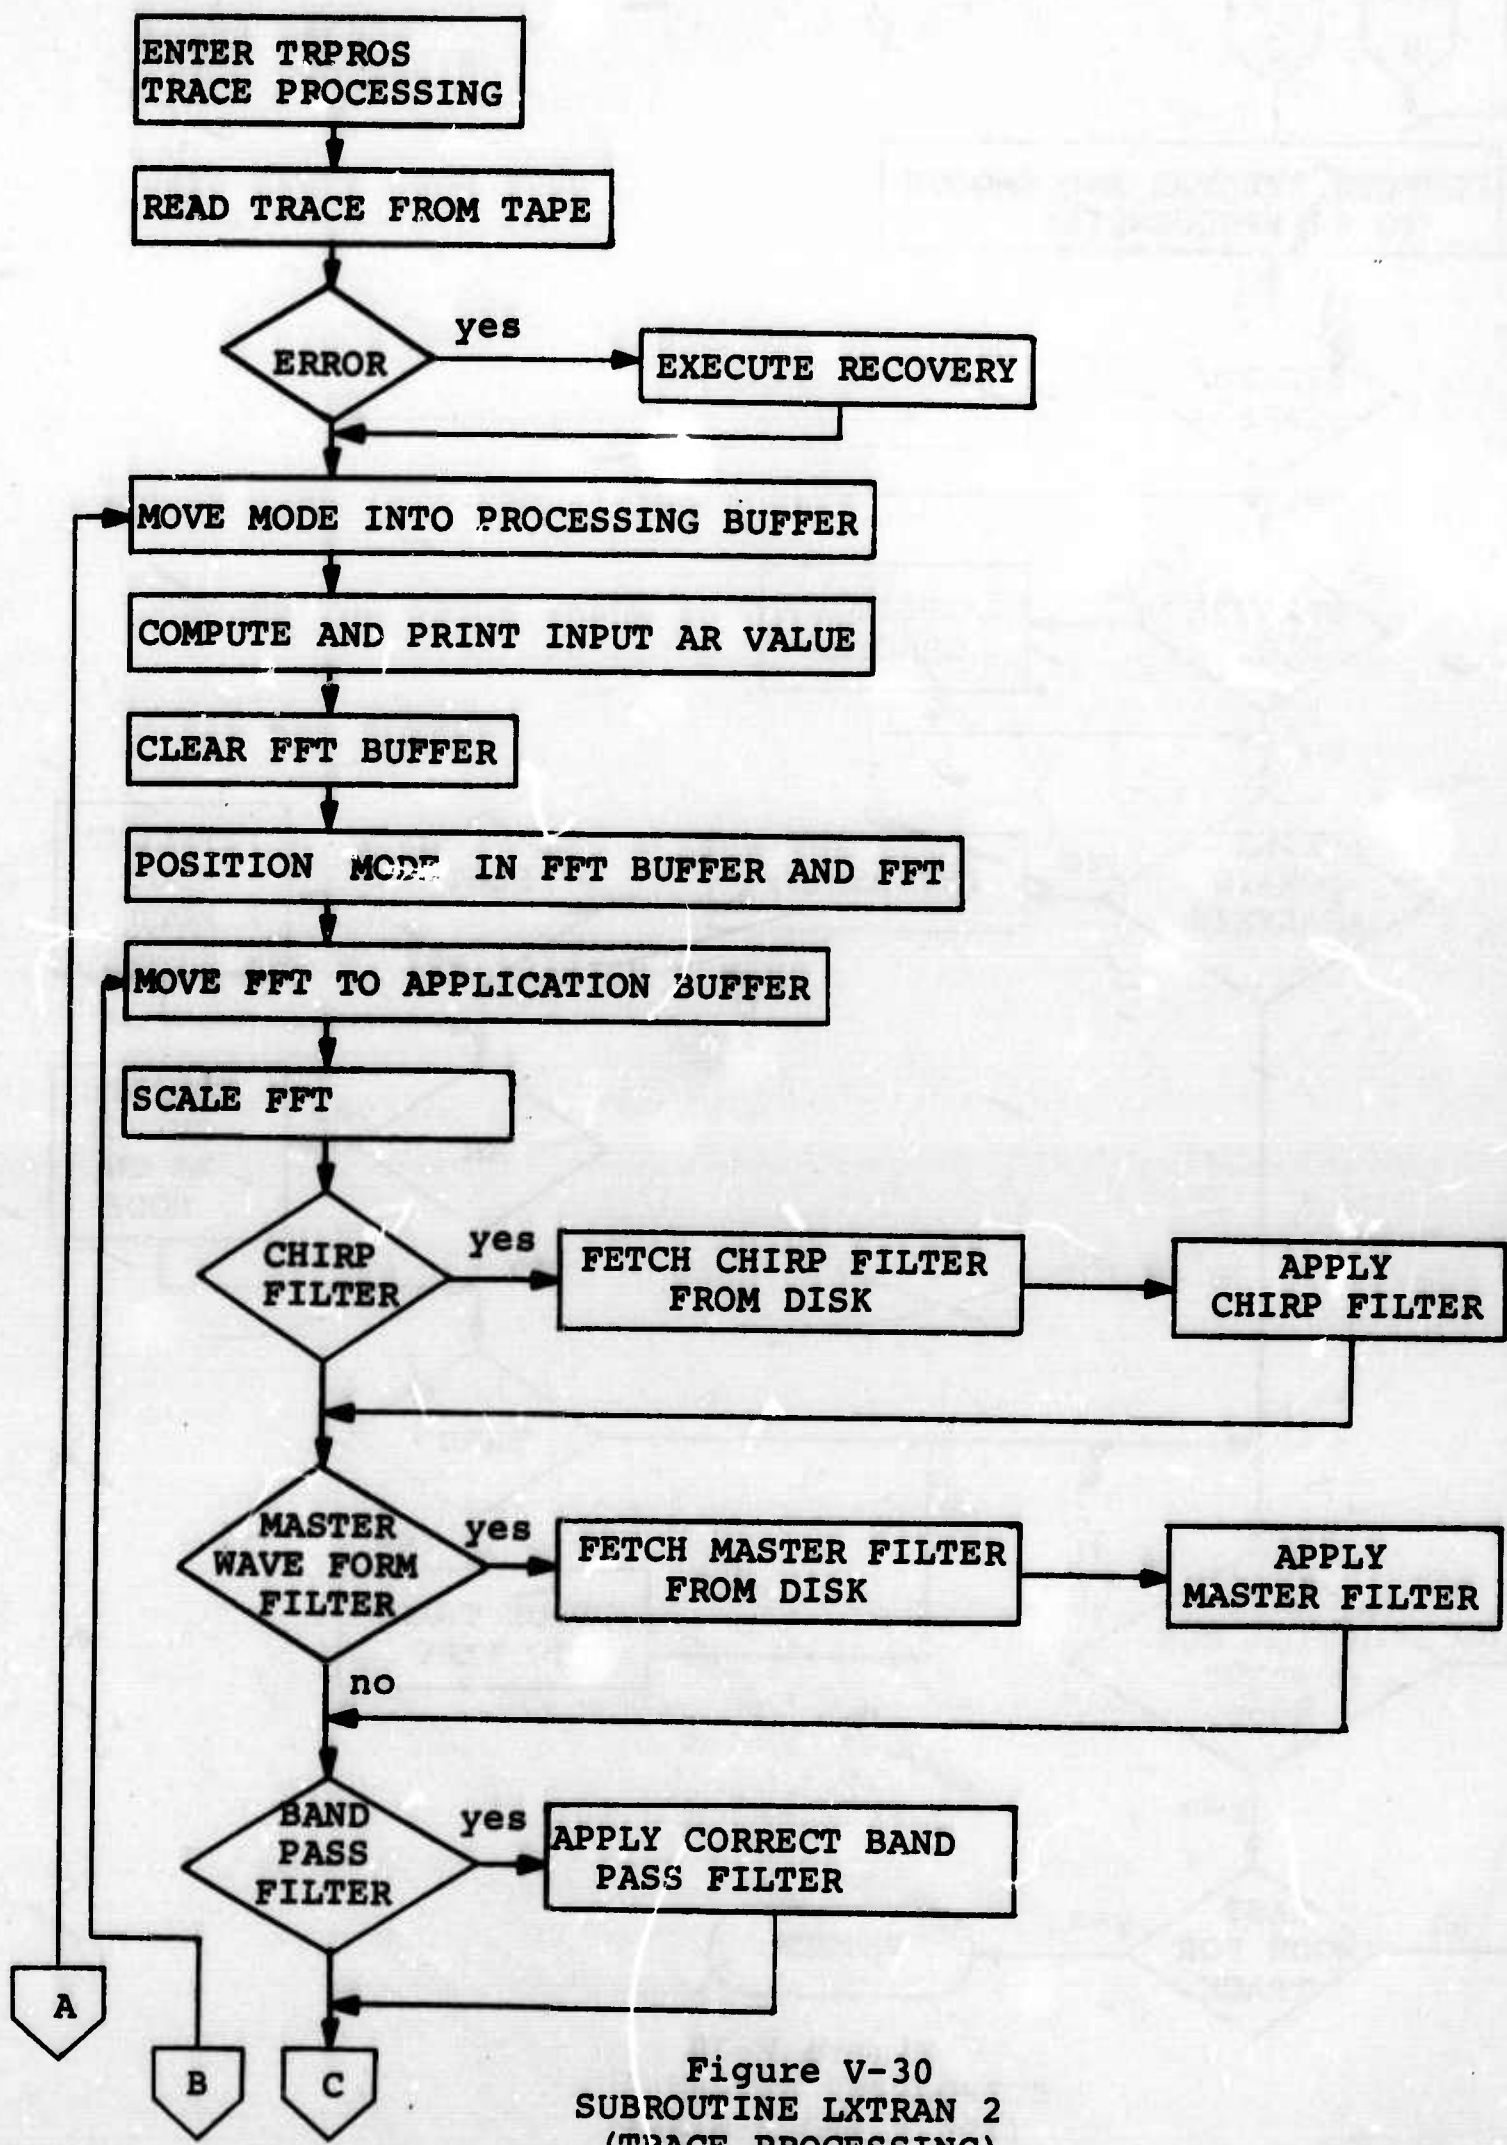 ENTER TRPROS
TRACE PROCESSING
READ TRACE FROM TAPE
ERROR
yes
EXECUTE RECOVERY
MOVE MODE INTO PROCESSING BUFFER
COMPUTE AND PRINT INPUT AR VALUE
CLEAR FFT BUFFER
POSITION MODE IN FFT BUFFER AND FFT
MOVE FFT TO APPLICATION BUFFER
SCALE FFT
CHIRP
FILTER
yes
FETCH CHIRP FILTER
FROM DISK
APPLY
CHIRP FILTER
MASTER
WAVE FORM
FILTER
yes
FETCH MASTER FILTER
FROM DISK
APPLY
MASTER FILTER
no
BAND
PASS
FILTER
yes
APPLY CORRECT BAND
PASS FILTER
A
B
C
Figure V-30
SUBROUTINE LXTRAN 2
(TRACE PROCESSING)